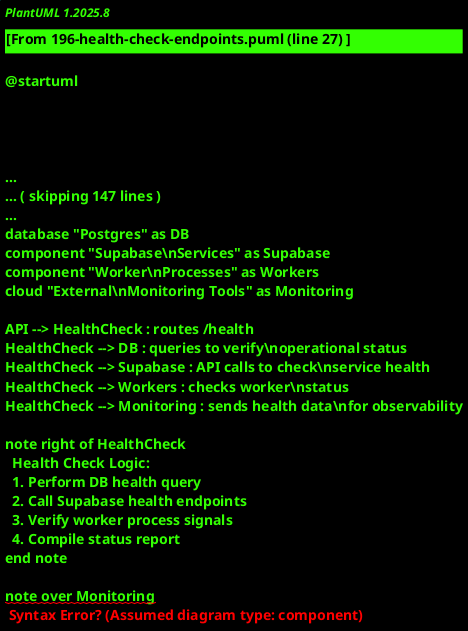 PlantUML 1.2025.8
[From 196-health-check-endpoints.puml (line 27) ]
@startuml
...
... ( skipping 147 lines )
...
database "Postgres" as DB
component "Supabase\nServices" as Supabase
component "Worker\nProcesses" as Workers
cloud "External\nMonitoring Tools" as Monitoring
API --> HealthCheck : routes /health
HealthCheck --> DB : queries to verify\noperational status
HealthCheck --> Supabase : API calls to check\nservice health
HealthCheck --> Workers : checks worker\nstatus
HealthCheck --> Monitoring : sends health data\nfor observability
note right of HealthCheck
Health Check Logic:
1. Perform DB health query
2. Call Supabase health endpoints
3. Verify worker process signals
4. Compile status report
end note
note over Monitoring
Syntax Error? (Assumed diagram type: component)